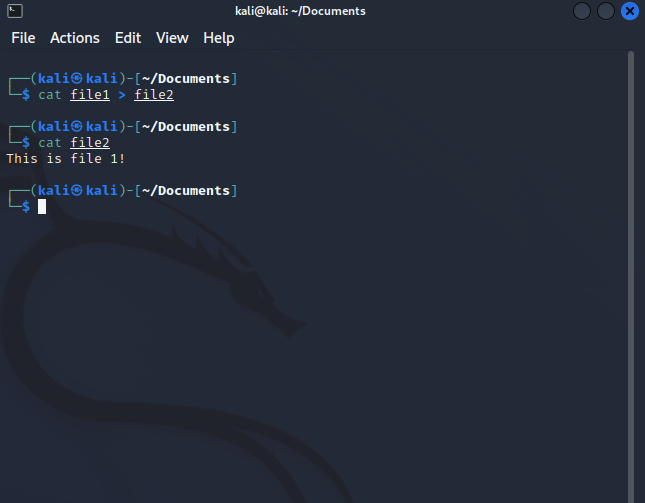 kali@kali: ~/Documents
File Actions Edit View Help
┌──(kali㉿kali)-[~/Documents]
└─$ cat file1 > file2
┌──(kali㉿kali)-[~/Documents]
└─$ cat file2
This is file 1!
┌──(kali㉿kali)-[~/Documents]
└─$